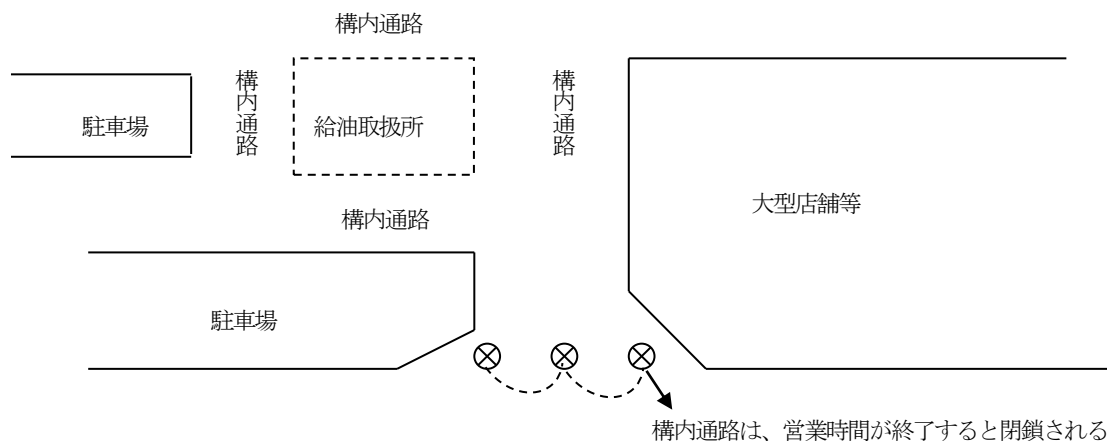 構内通路
構内通路
構内通路
駐車場
給油取扱所
大型店舗等
構内通路
駐車場
構内通路は、営業時間が終了すると閉鎖される